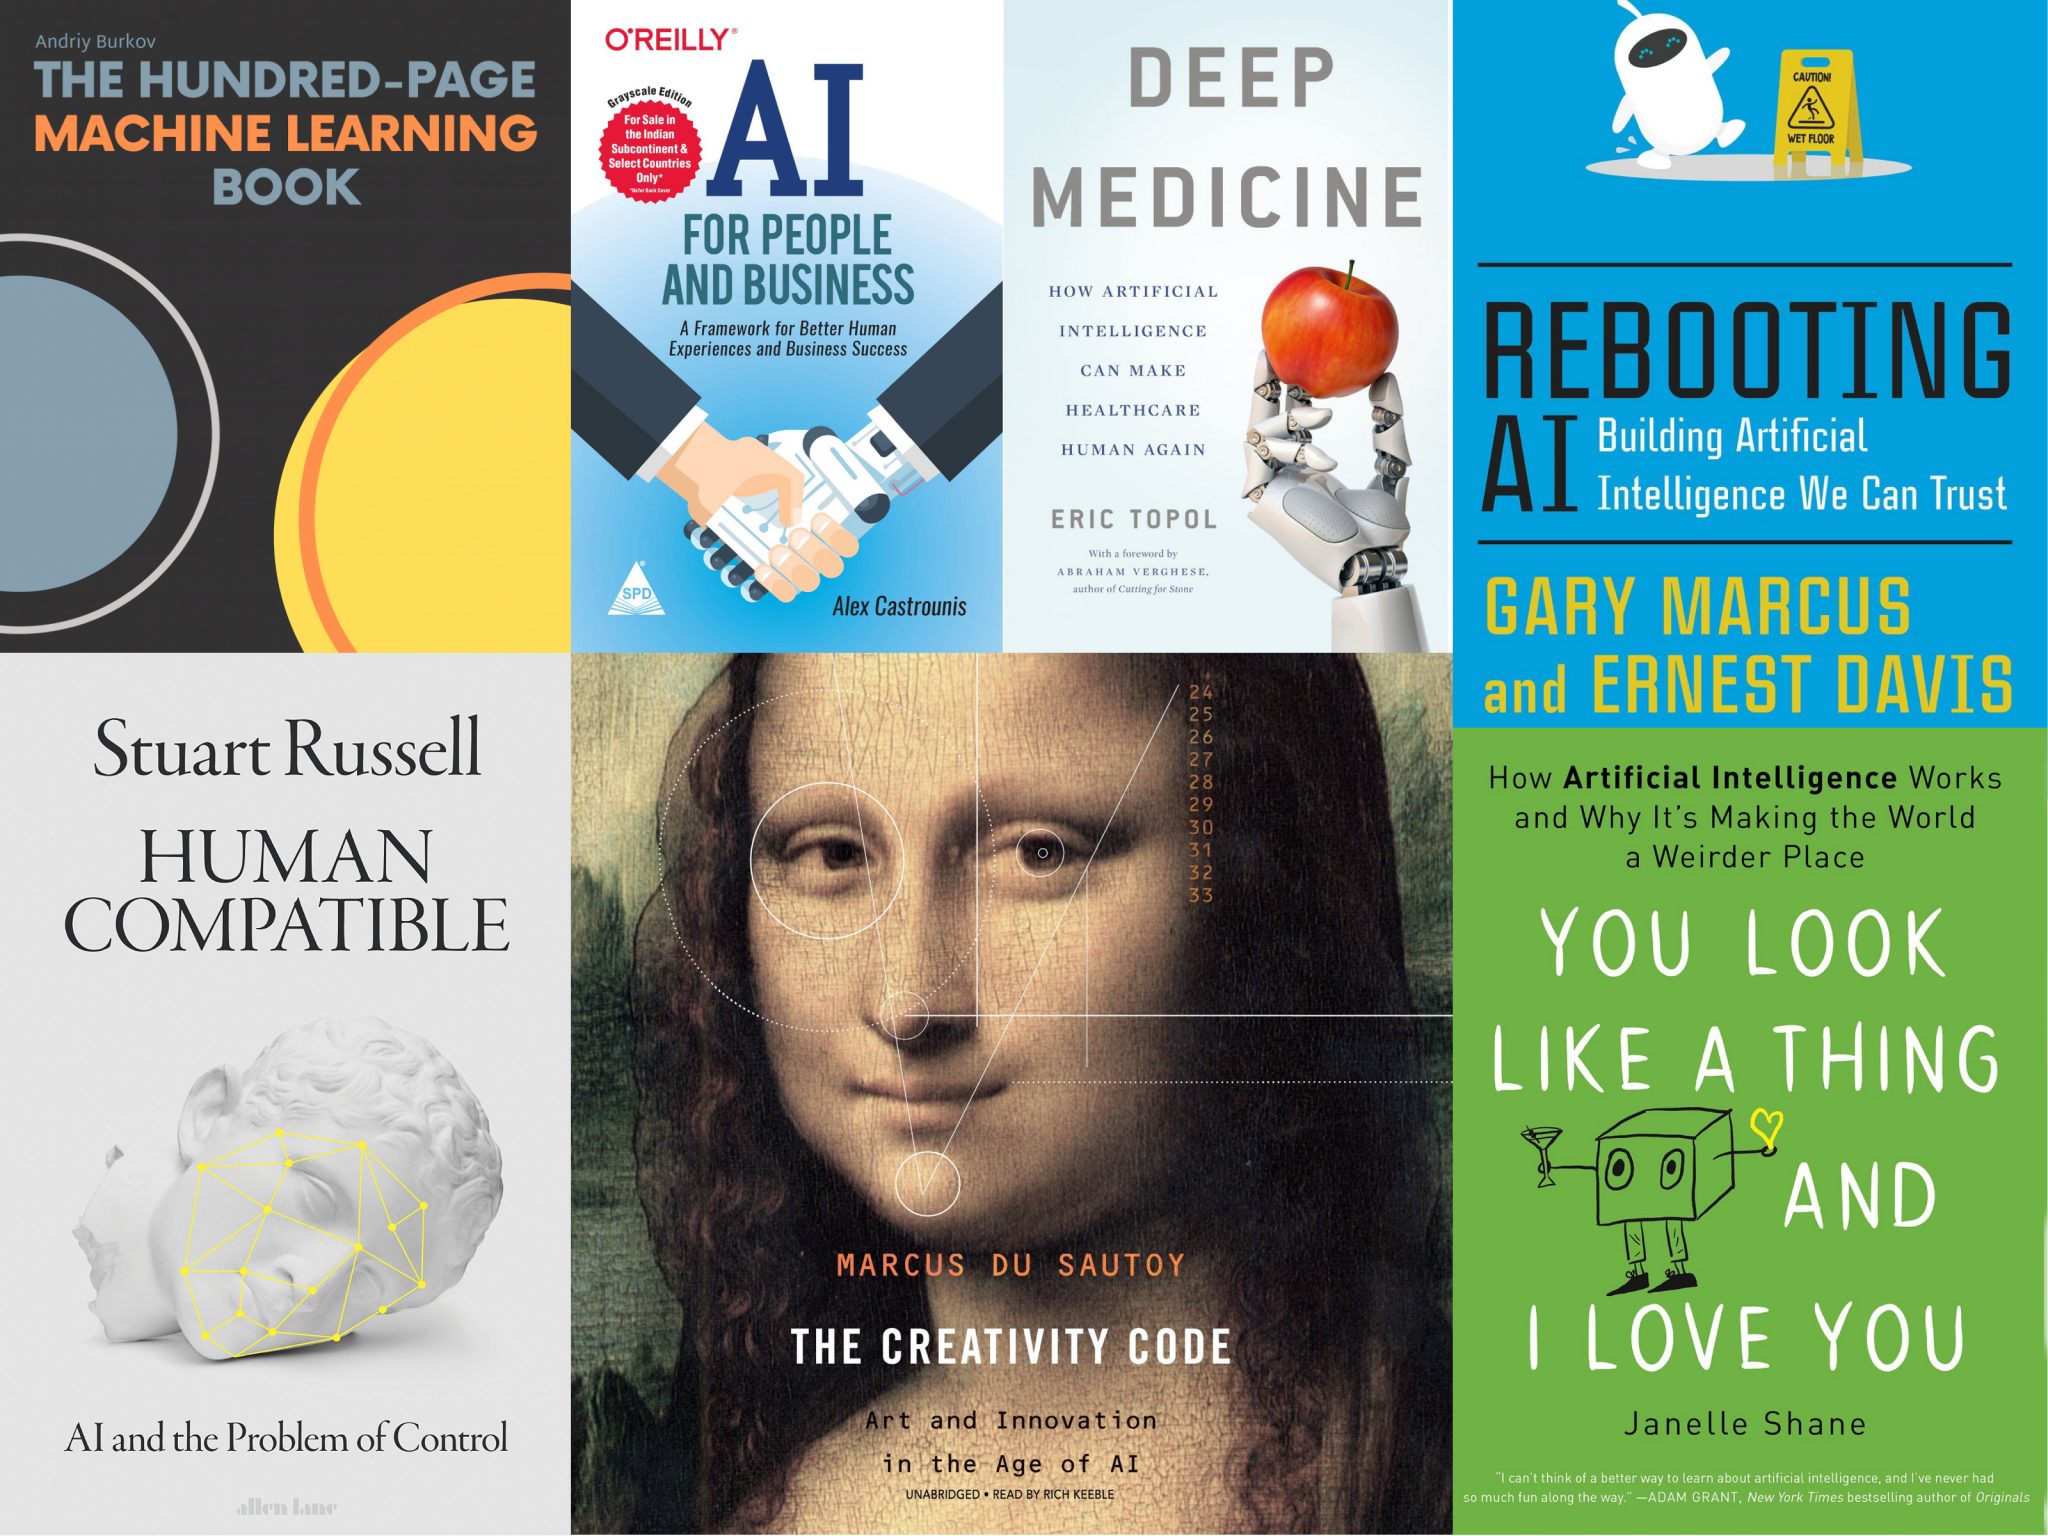 Andriy Burkov
THE HUNDRED-PAGE
MACHINE LEARNING
BOOK
O'REILLY®
Grayscale Edition
For Sale in
the Indian
Subcontinent &
Select Countries
Only*
*Refer Back Cover
AI
FOR PEOPLE
AND BUSINESS
A Framework for Better Human
Experiences and Business Success
SPD
®
Alex Castrounis
DEEP
MEDICINE
HOW ARTIFICIAL
INTELLIGENCE
CAN MAKE
HEALTHCARE
HUMAN AGAIN
ERIC TOPOL
With a foreword by
ABRAHAM VERGHESE,
author of Cutting for Stone
CAUTION!
WET FLOOR
REBOOTING
AI
Building Artificial
Intelligence We Can Trust
GARY MARCUS
and ERNEST DAVIS
Stuart Russell
HUMAN
COMPATIBLE
AI and the Problem of Control
allen lane
24
25
26
27
28
29
30
31
32
33
MARCUS DU SAUTOY
THE CREATIVITY CODE
Art and Innovation
in the Age of AI
UNABRIDGED • READ BY RICH KEEBLE
How Artificial Intelligence Works
and Why It's Making the World
a Weirder Place
YOU LOOK
LIKE A THING
AND
I LOVE YOU
Janelle Shane
"I can't think of a better way to learn about artificial intelligence, and I've never had
so much fun along the way." —ADAM GRANT, New York Times bestselling author of Originals